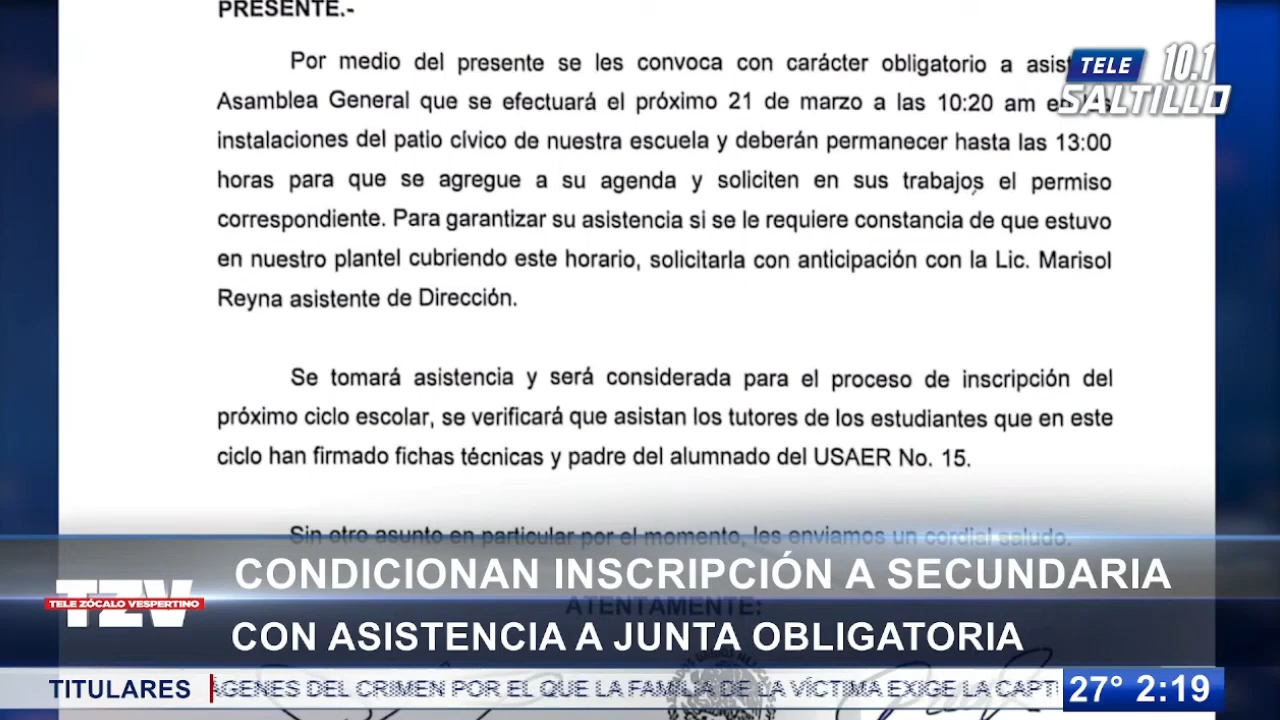 PRESENTE.-
Por medio del presente se les convoca con carácter obligatorio a
TELE 10.1
SALTILLO
Asamblea General que se efectuará el próximo 21 de marzo a las 10:20 am
instalaciones del patio cívico de nuestra escuela y deberán permanecer hasta las 13:00
horas para que se agregue a su agenda y soliciten en sus trabajos el permiso
correspondiente. Para garantizar su asistencia si se le requiere constancia de que estuvo
en nuestro plantel cubriendo este horario, solicitarla con anticipación con la Lic. Marisol
Reyna asistente de Dirección.
Se tomará asistencia y será considerada para el proceso de inscripción del
próximo ciclo escolar, se verificará que asistan los tutores de los estudiantes que en este
ciclo han firmado fichas técnicas y padre del alumnado del USAER No. 15.
Sin otro asunto en particular por el momento, les enviamos un cordial saludo.
ATENTAMENTE:
TZV
TELE ZÓCALO VESPERTINO
CONDICIONAN INSCRIPCIÓN A SECUNDARIA
CON ASISTENCIA A JUNTA OBLIGATORIA
TITULARES
ÁGENES DEL CRIMEN POR EL QUE LA FAMILIA DE LA VÍCTIMA EXIGE LA CAPT
27° 2:19